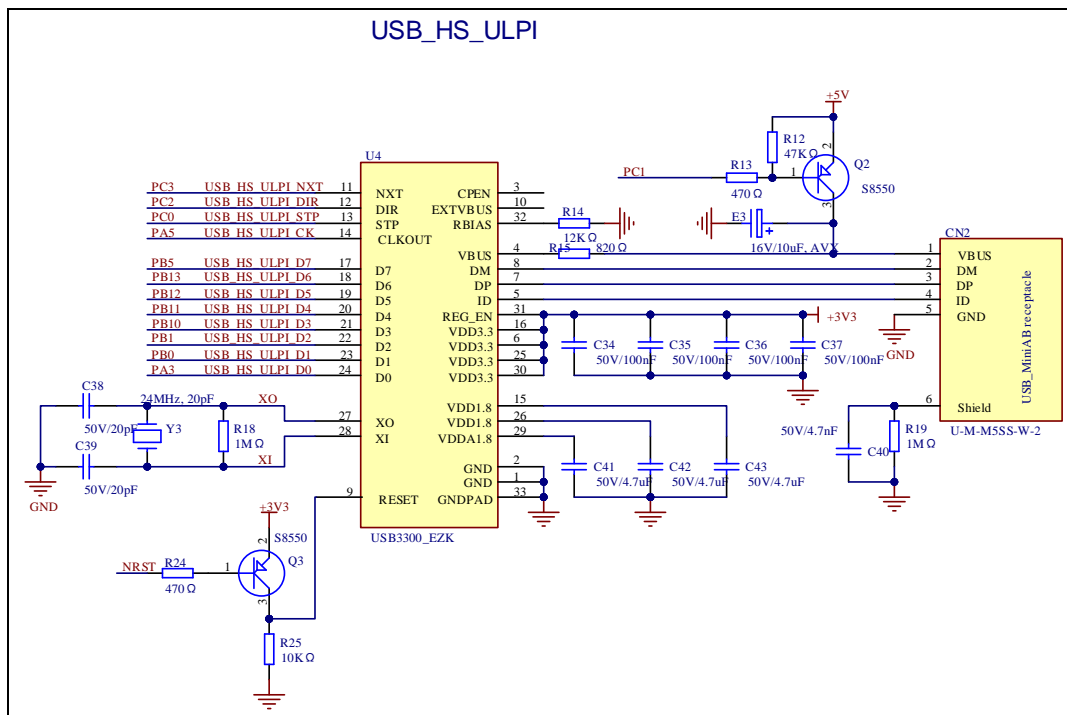 USB_HS_ULPI
+5V
R12
47KΩ
2
Q2
S8550
PC1
R13
470Ω
1
3
E3
16V/10uF, AVX
U4
PC3 USB_HS_ULPI_NXT 11 NXT
PC2 USB_HS_ULPI_DIR 12 DIR
PC0 USB_HS_ULPI_STP 13 STP
PA5 USB_HS_ULPI_CK 14 CLKOUT
PB5 USB_HS_ULPI_D7 17 D7
PB13 USB_HS_ULPI_D6 18 D6
PB12 USB_HS_ULPI_D5 19 D5
PB11 USB_HS_ULPI_D4 20 D4
PB10 USB_HS_ULPI_D3 21 D3
PB1 USB_HS_ULPI_D2 22 D2
PB0 USB_HS_ULPI_D1 23 D1
PA3 USB_HS_ULPI_D0 24 D0
XO 27 XO
XI 28 XI
9 RESET
CPEN 3
EXTVBUS 10
RBIAS 32
R14
12KΩ
VBUS 4
R15 820Ω
DM 8
DP 7
ID 5
REG_EN 31
VDD3.3 16
VDD3.3 6
VDD3.3 25
VDD3.3 30
VDD1.8 15
VDD1.8 26
VDDA1.8 29
GND 2
GND 1
GNDPAD 33
USB3300_EZK
+3V3
C34
50V/100nF
C35
50V/100nF
C36
50V/100nF
C37
50V/100nF
C41
50V/4.7uF
C42
50V/4.7uF
C43
50V/4.7uF
CN2
1 VBUS
2 DM
3 DP
4 ID
5 GND
GND
USB_MiniAB receptacle
6 Shield
U-M-M5SS-W-2
50V/4.7nF
C40
R19
1MΩ
C38
50V/20pF
C39
50V/20pF
24MHz, 20pF
Y3
R18
1MΩ
GND
+3V3
S8550
2
Q3
NRST
R24
470Ω
1
3
R25
10KΩ